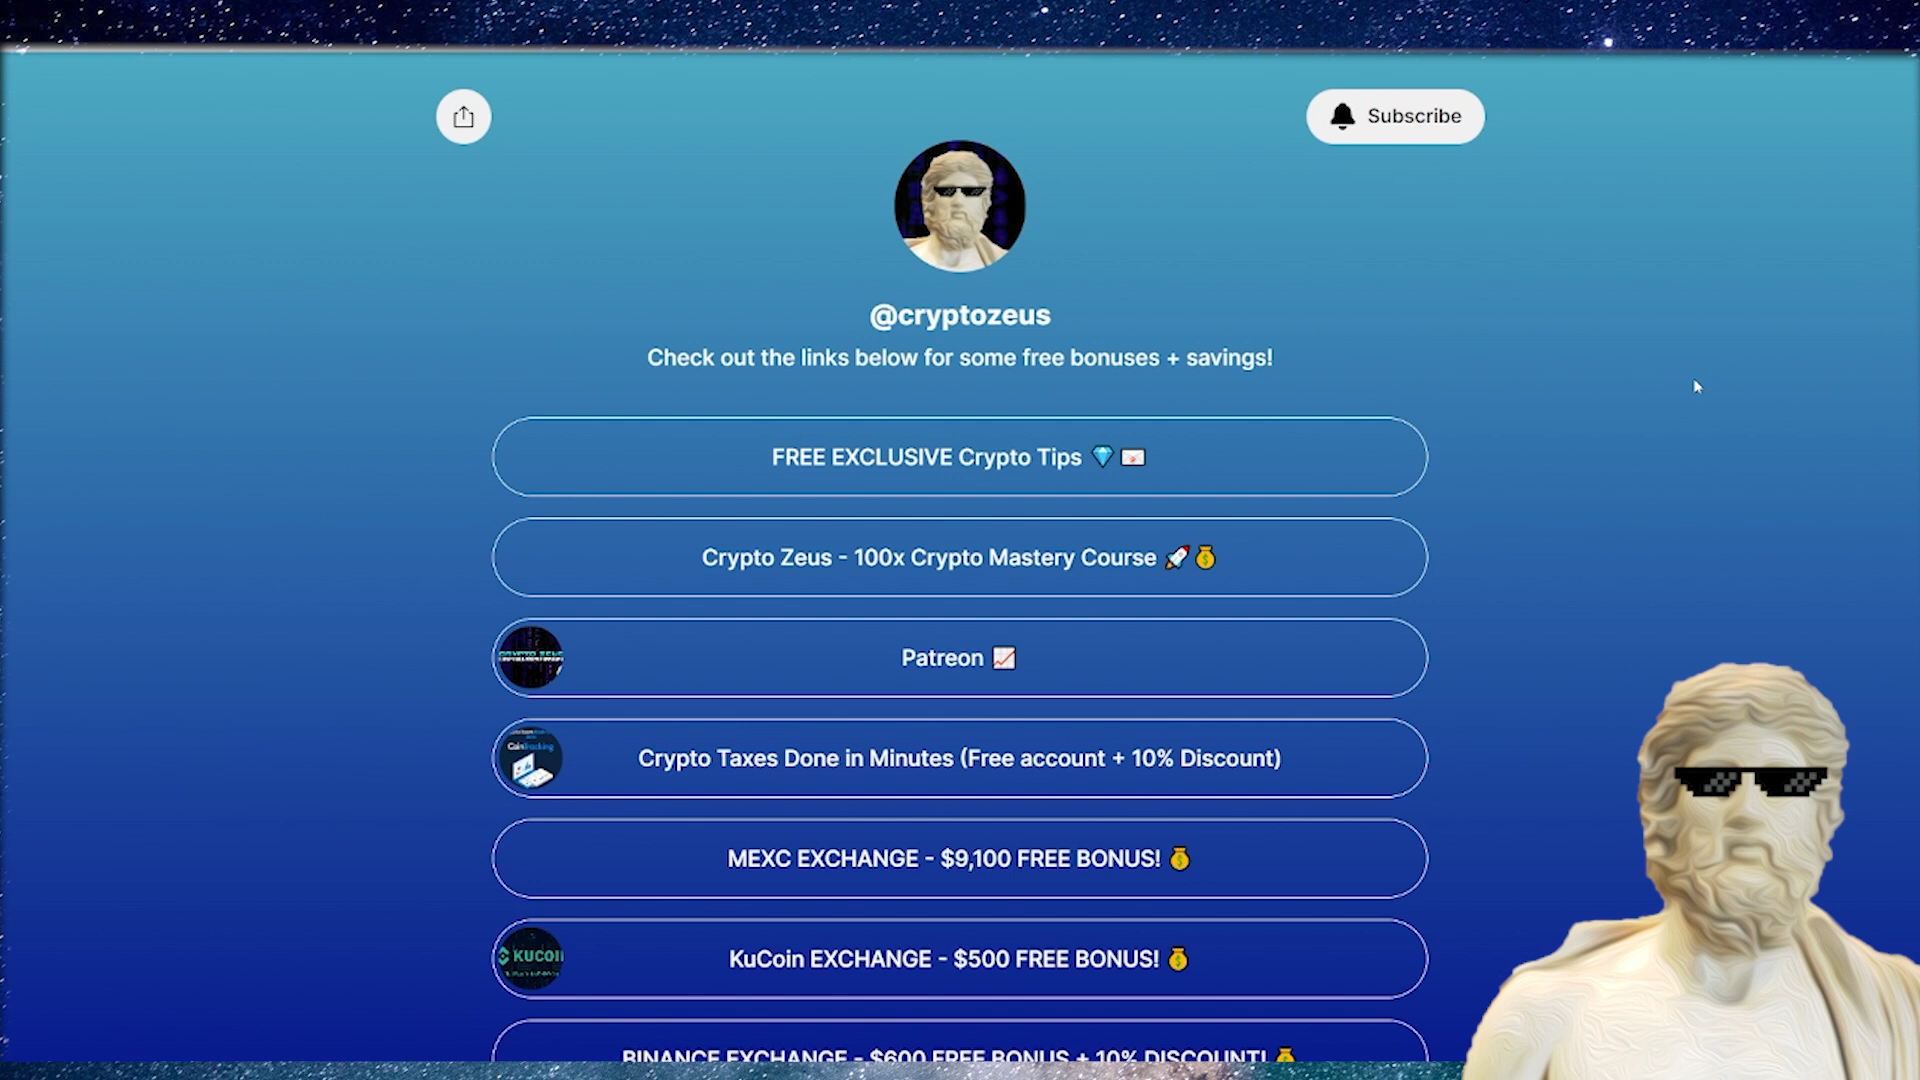 Subscribe
@cryptozeus
Check out the links below for some free bonuses + savings!
FREE EXCLUSIVE Crypto Tips 💎 💌
Crypto Zeus - 100x Crypto Mastery Course 🚀💰
Patreon 📈
CoinTracking
Crypto Taxes Done in Minutes (Free account + 10% Discount)
MEXC EXCHANGE - $9,100 FREE BONUS! 💰
KUCOI
KuCoin EXCHANGE - $500 FREE BONUS! 💰
BINANCE EXCHANGE - $600 FREE BONUS + 10% DISCOUNT! 💰